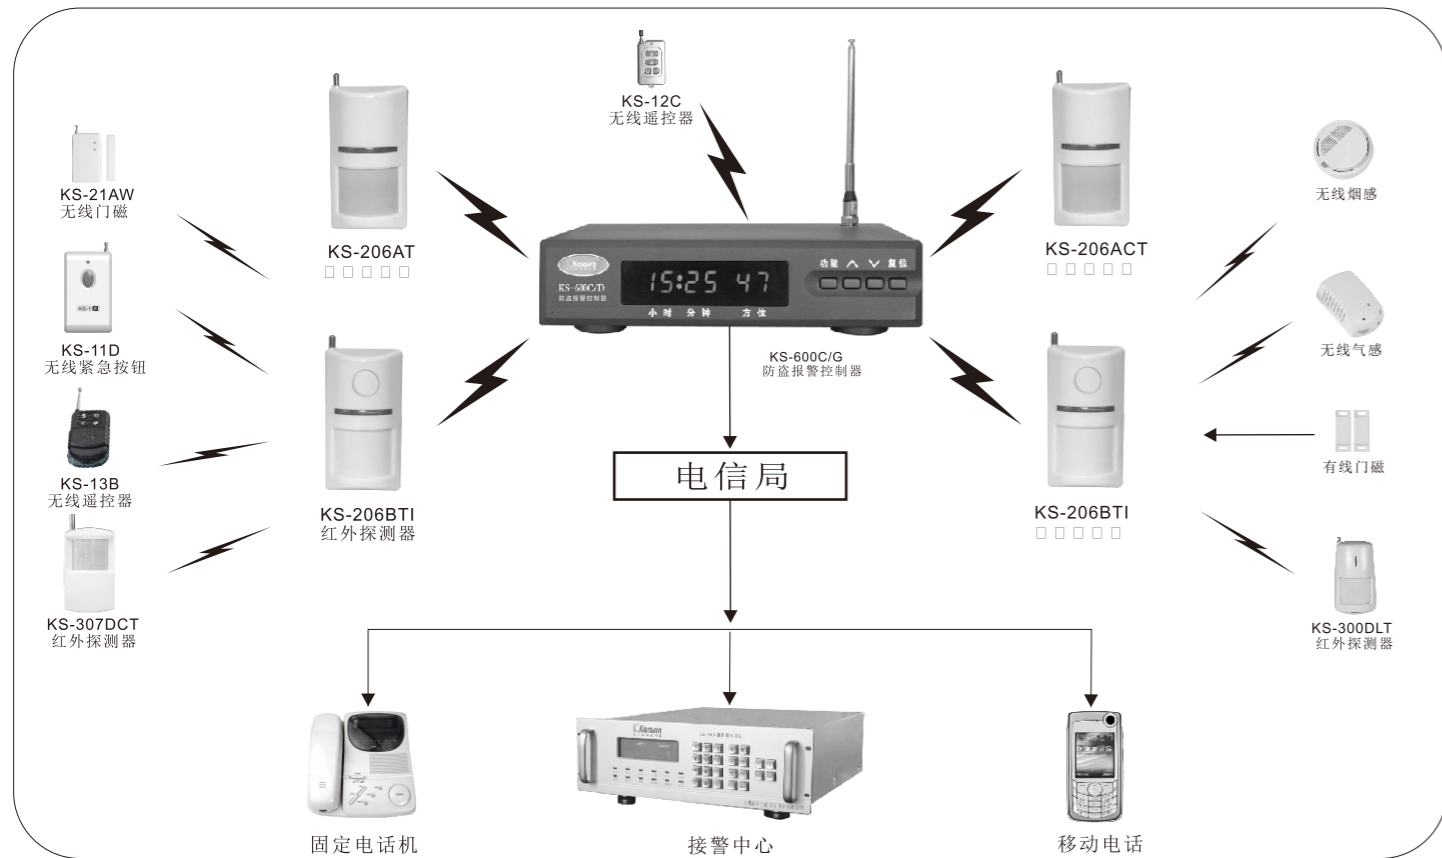 KS-12C
无线遥控器
KS-21AW
无线门磁
KS-206AT
□□□□□
KS-206ACT
□□□□□
无线烟感
KS-600C/D
防盗报警控制器
15:25 47
小时 分钟 方位
功能 复位
KS-11D
无线紧急按钮
KS-600C/G
防盗报警控制器
无线气感
KS-13B
无线遥控器
KS-206BTI
红外探测器
电信局
KS-206BTI
□□□□□
有线门磁
KS-307DCT
红外探测器
KS-300DLT
红外探测器
固定电话机
接警中心
移动电话